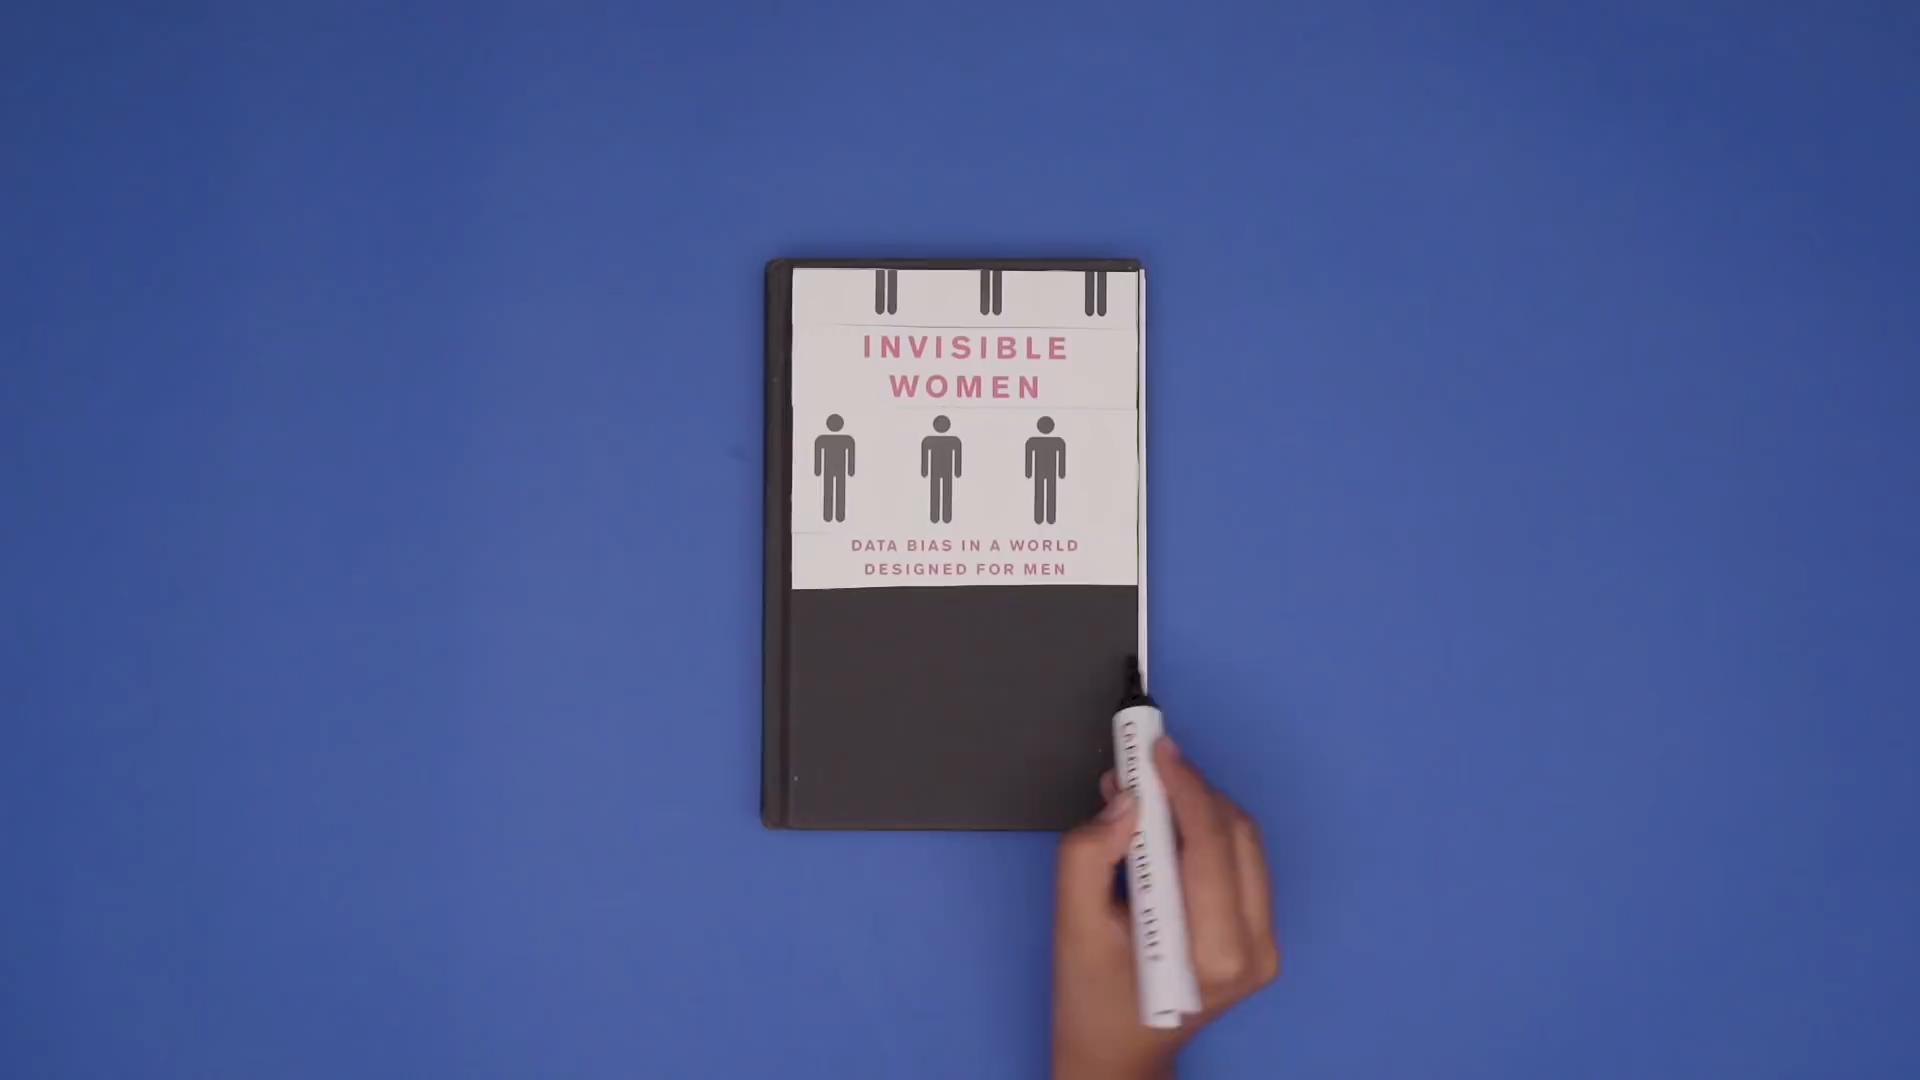 INVISIBLE
WOMEN
DATA BIAS IN A WORLD
DESIGNED FOR MEN